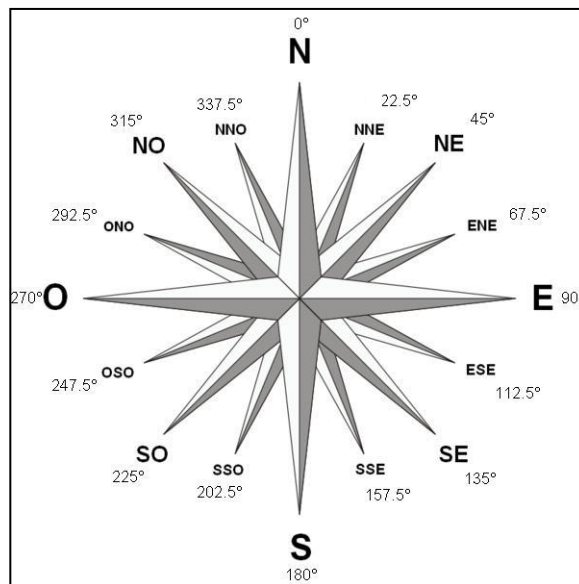 0°
N
337.5°
22.5°
315°
NNO
NNE
45°
NO
NE
292.5°
67.5°
ONO
ENE
270°
O
E
90°
OSO
ESE
247.5°
112.5°
SO
SSO
SSE
SE
225°
202.5°
157.5°
135°
S
180°